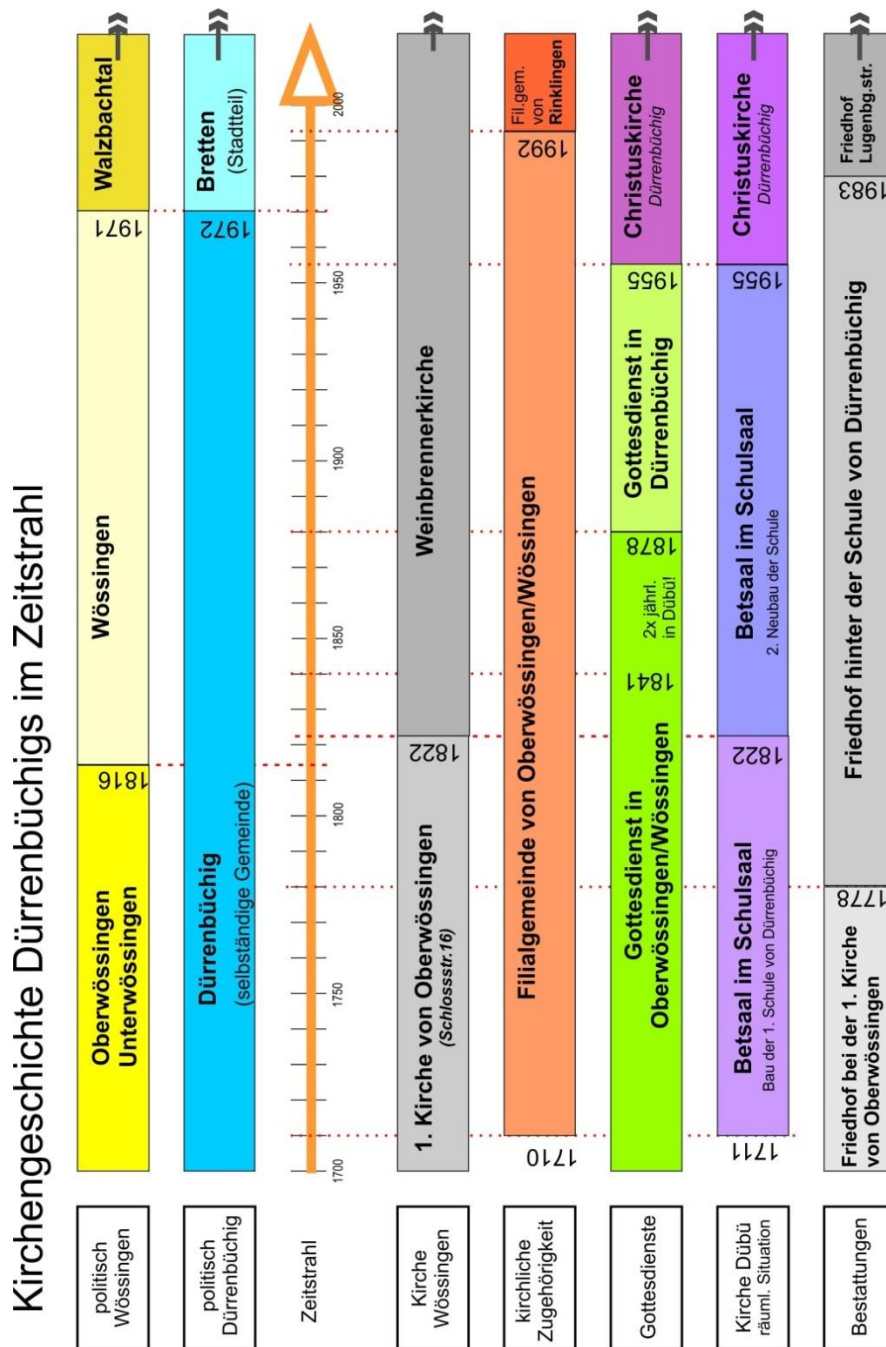 Kirchengeschichte Dürrenbüchigs im Zeitstrahl
politisch
Wössingen
Oberwössingen
Unterwössingen
1816
Wössingen
1971
Walzbachtal
politisch
Dürrenbüchig
Dürrenbüchig
(selbständige Gemeinde)
1972
Bretten
(Stadtteil)
Zeitstrahl
1700
1750
1800
1850
1900
1950
2000
Kirche
Wössingen
1. Kirche von Oberwössingen
(Schlossstr.16)
1822
Weinbrennerkirche
kirchliche
Zugehörigkeit
1710
Filialgemeinde von Oberwössingen/Wössingen
1992
Fil.gem.
von
Rinklingen
Gottesdienste
Gottesdienst in
Oberwössingen/Wössingen
1841
2x jährl.
in Dübü!
1878
Gottesdienst in
Dürrenbüchig
1955
Christuskirche
Dürrenbüchig
Kirche Dübü
räuml. Situation
1711
Betsaal im Schulsaal
Bau der 1. Schule von Dürrenbüchig
1822
Betsaal im Schulsaal
2. Neubau der Schule
1955
Christuskirche
Dürrenbüchig
Bestattungen
Friedhof bei der 1. Kirche
von Oberwössingen
1778
Friedhof hinter der Schule von Dürrenbüchig
1983
Friedhof
Lugenbg.str.